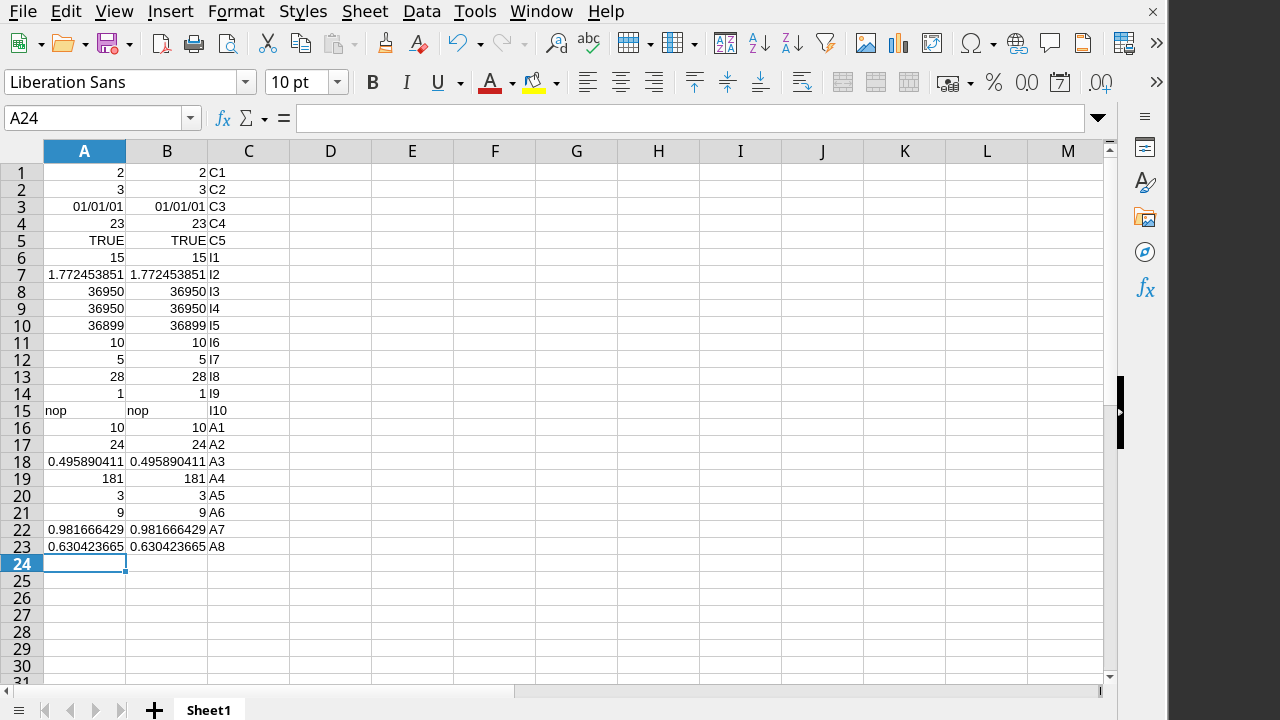 File Edit View Insert Format Styles Sheet Data Tools Window Help
Liberation Sans 10 pt
A24
A B C D E F G H I J K L M
1 2 2 C1
2 3 3 C2
3 01/01/01 01/01/01 C3
4 23 23 C4
5 TRUE TRUE C5
6 15 15 I1
7 1.772453851 1.772453851 I2
8 36950 36950 I3
9 36950 36950 I4
10 36899 36899 I5
11 10 10 I6
12 5 5 I7
13 28 28 I8
14 1 1 I9
15 nop nop I10
16 10 10 A1
17 24 24 A2
18 0.495890411 0.495890411 A3
19 181 181 A4
20 3 3 A5
21 9 9 A6
22 0.981666429 0.981666429 A7
23 0.630423665 0.630423665 A8
24
25
26
27
28
29
30
31
Sheet1